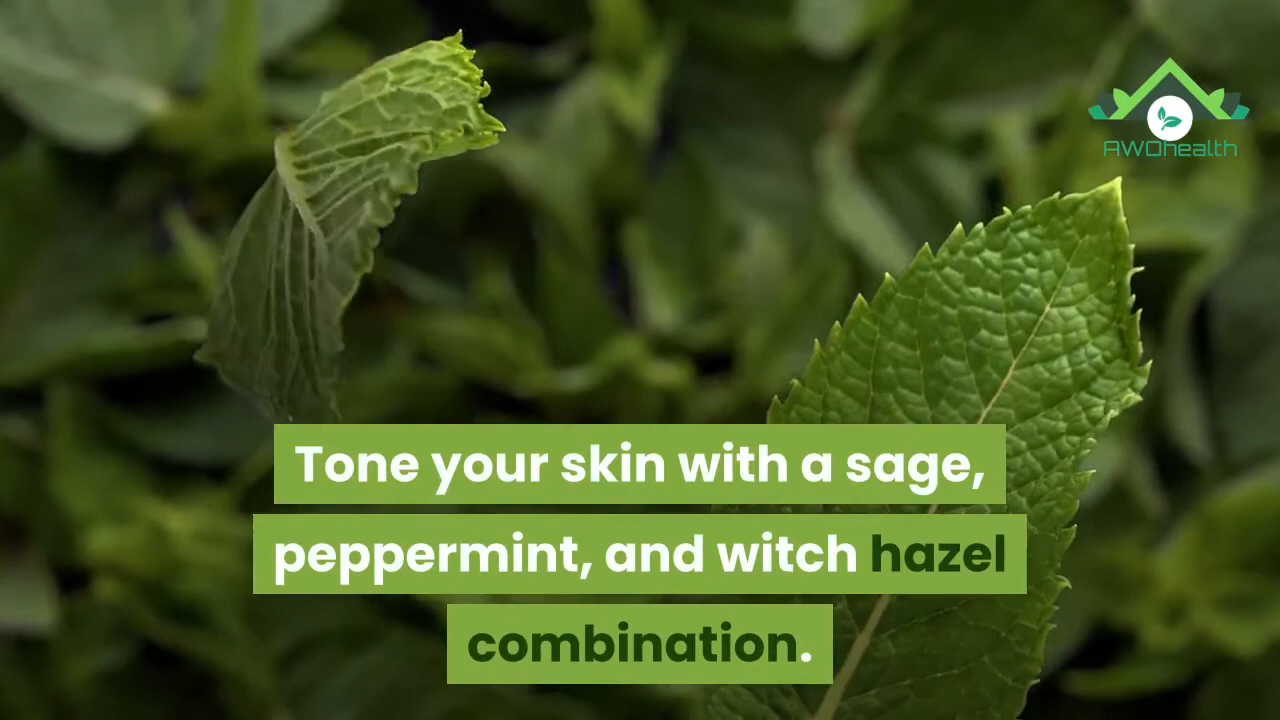 AWOhealth
Tone your skin with a sage,
peppermint, and witch hazel
combination.